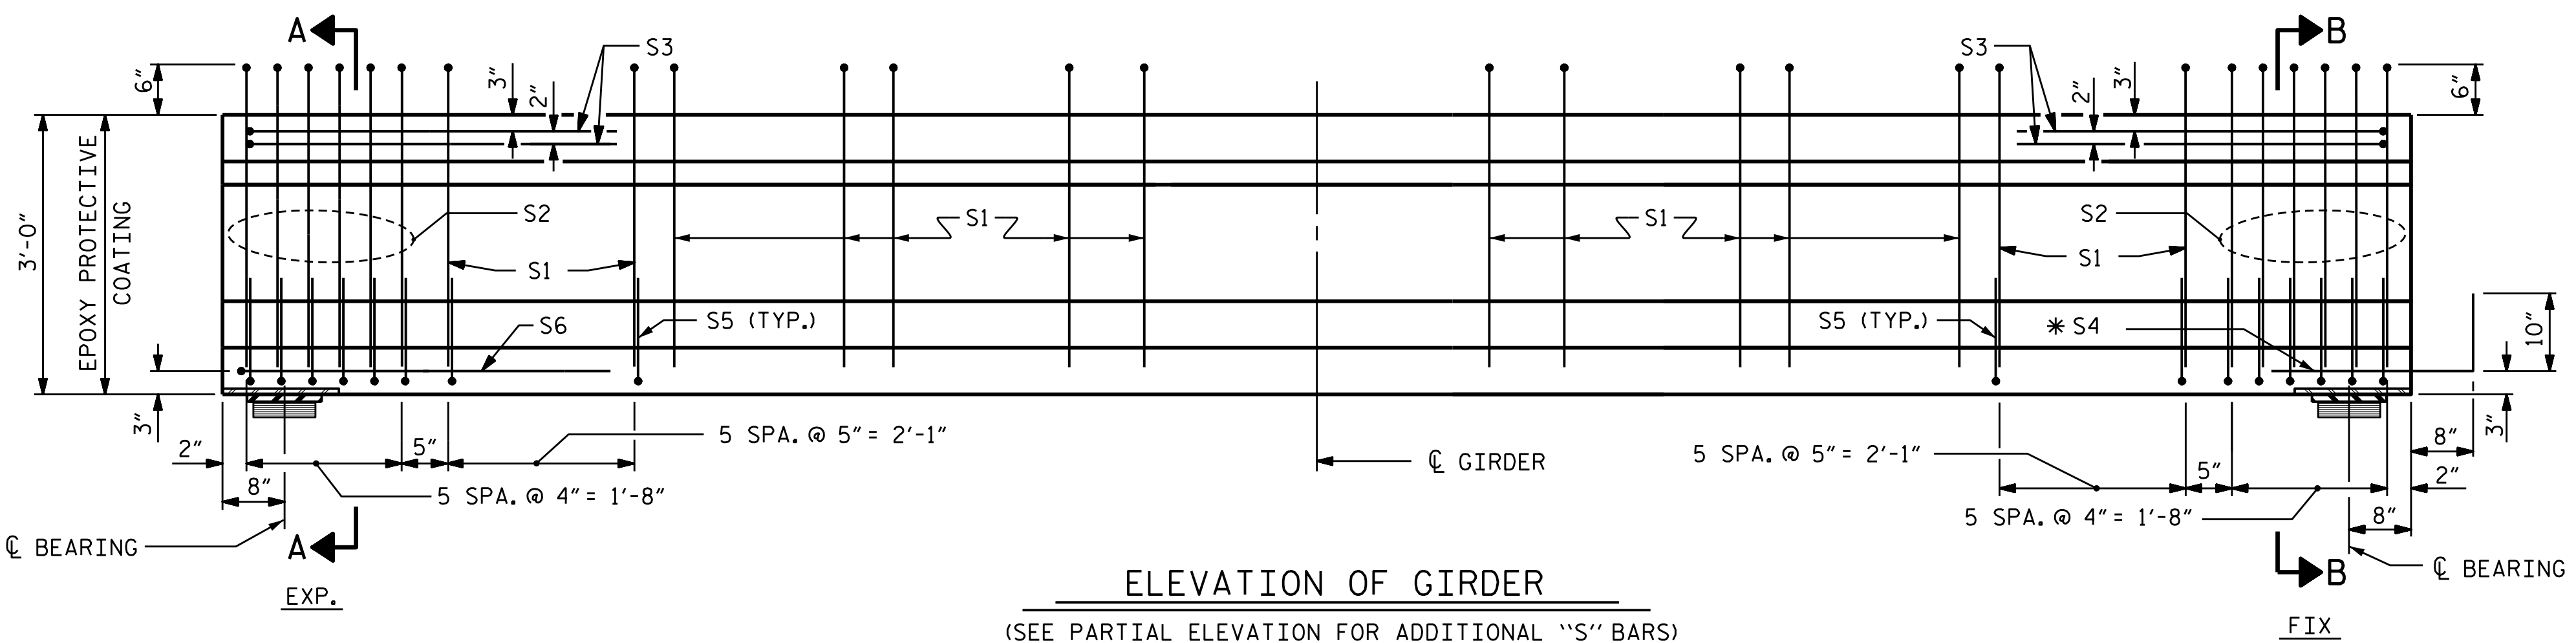 A
B
S3
S3
6"
3"
2"
2"
3"
6"
3'-0"
EPOXY PROTECTIVE
COATING
S2
S1
S1
S2
S1
S1
S6
S5 (TYP.)
S5 (TYP.)
✳ S4
10"
3"
2"
5"
5 SPA. @ 5" = 2'-1"
8"
5 SPA. @ 4" = 1'-8"
℄ GIRDER
5 SPA. @ 5" = 2'-1"
5"
8"
3"
2"
5 SPA. @ 4" = 1'-8"
8"
℄ BEARING
A
B
℄ BEARING
EXP.
ELEVATION OF GIRDER
(SEE PARTIAL ELEVATION FOR ADDITIONAL "S" BARS)
FIX